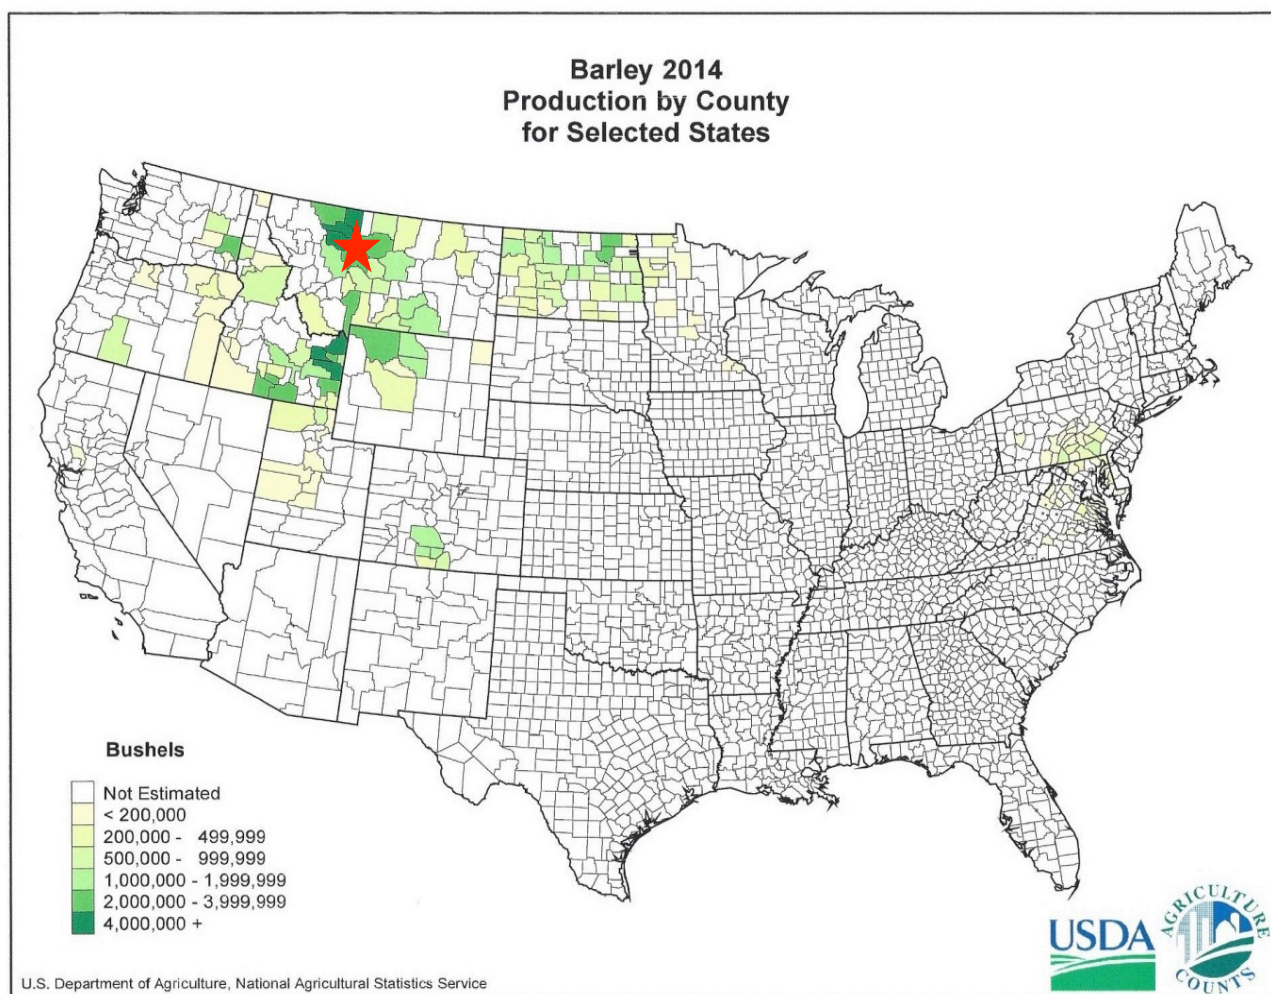 Barley 2014
Production by County
for Selected States
Bushels
Not Estimated
< 200,000
200,000 - 499,999
500,000 - 999,999
1,000,000 - 1,999,999
2,000,000 - 3,999,999
4,000,000 +
U.S. Department of Agriculture, National Agricultural Statistics Service
USDA
AGRICULTURE
COUNTS